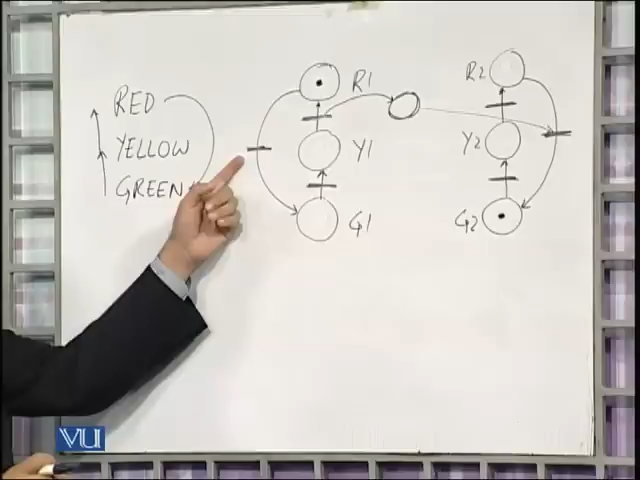 RED
YELLOW
GREEN
R1
Y1
G1
R2
Y2
G2
VU